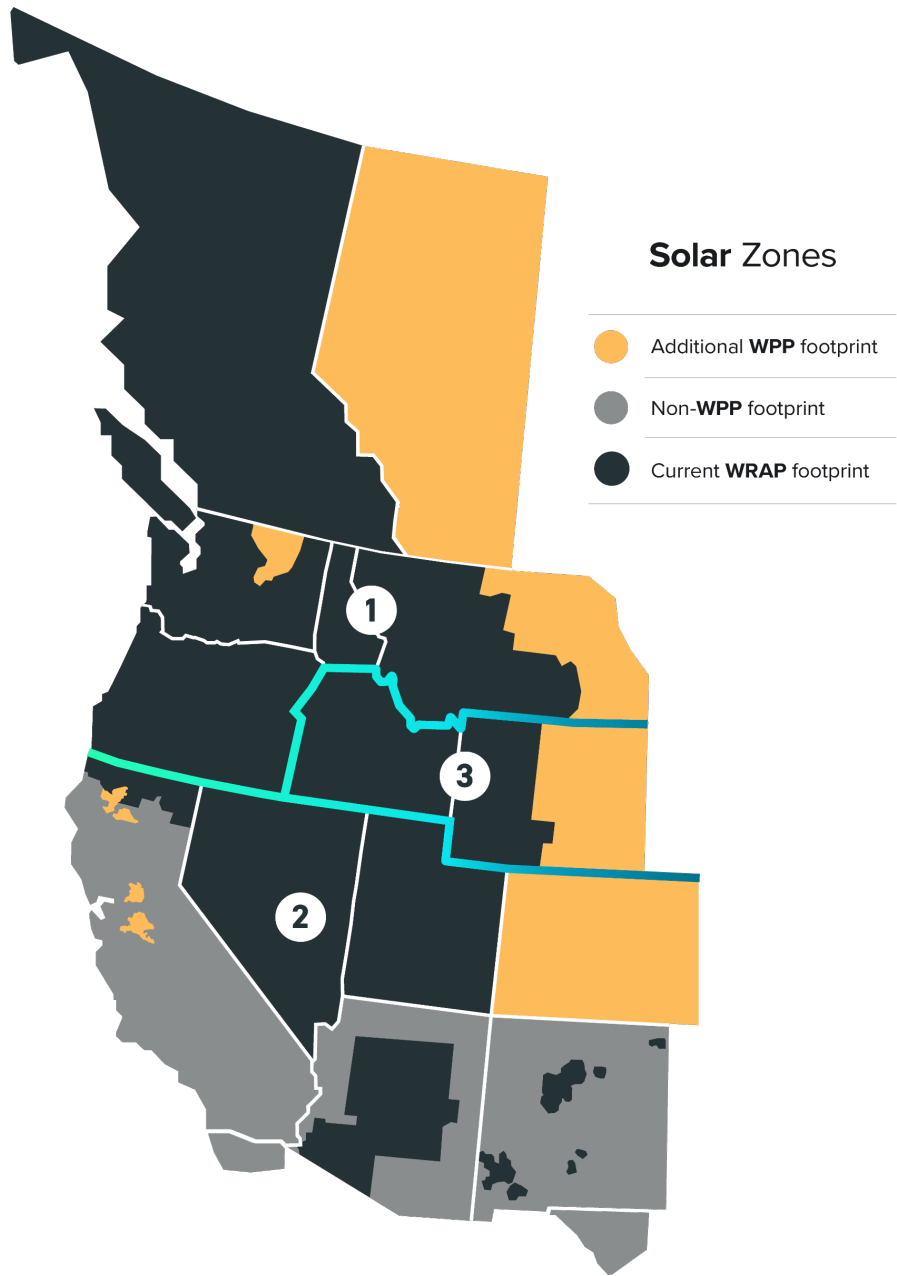 Solar Zones
Additional WPP footprint
Non-WPP footprint
Current WRAP footprint
1
3
2